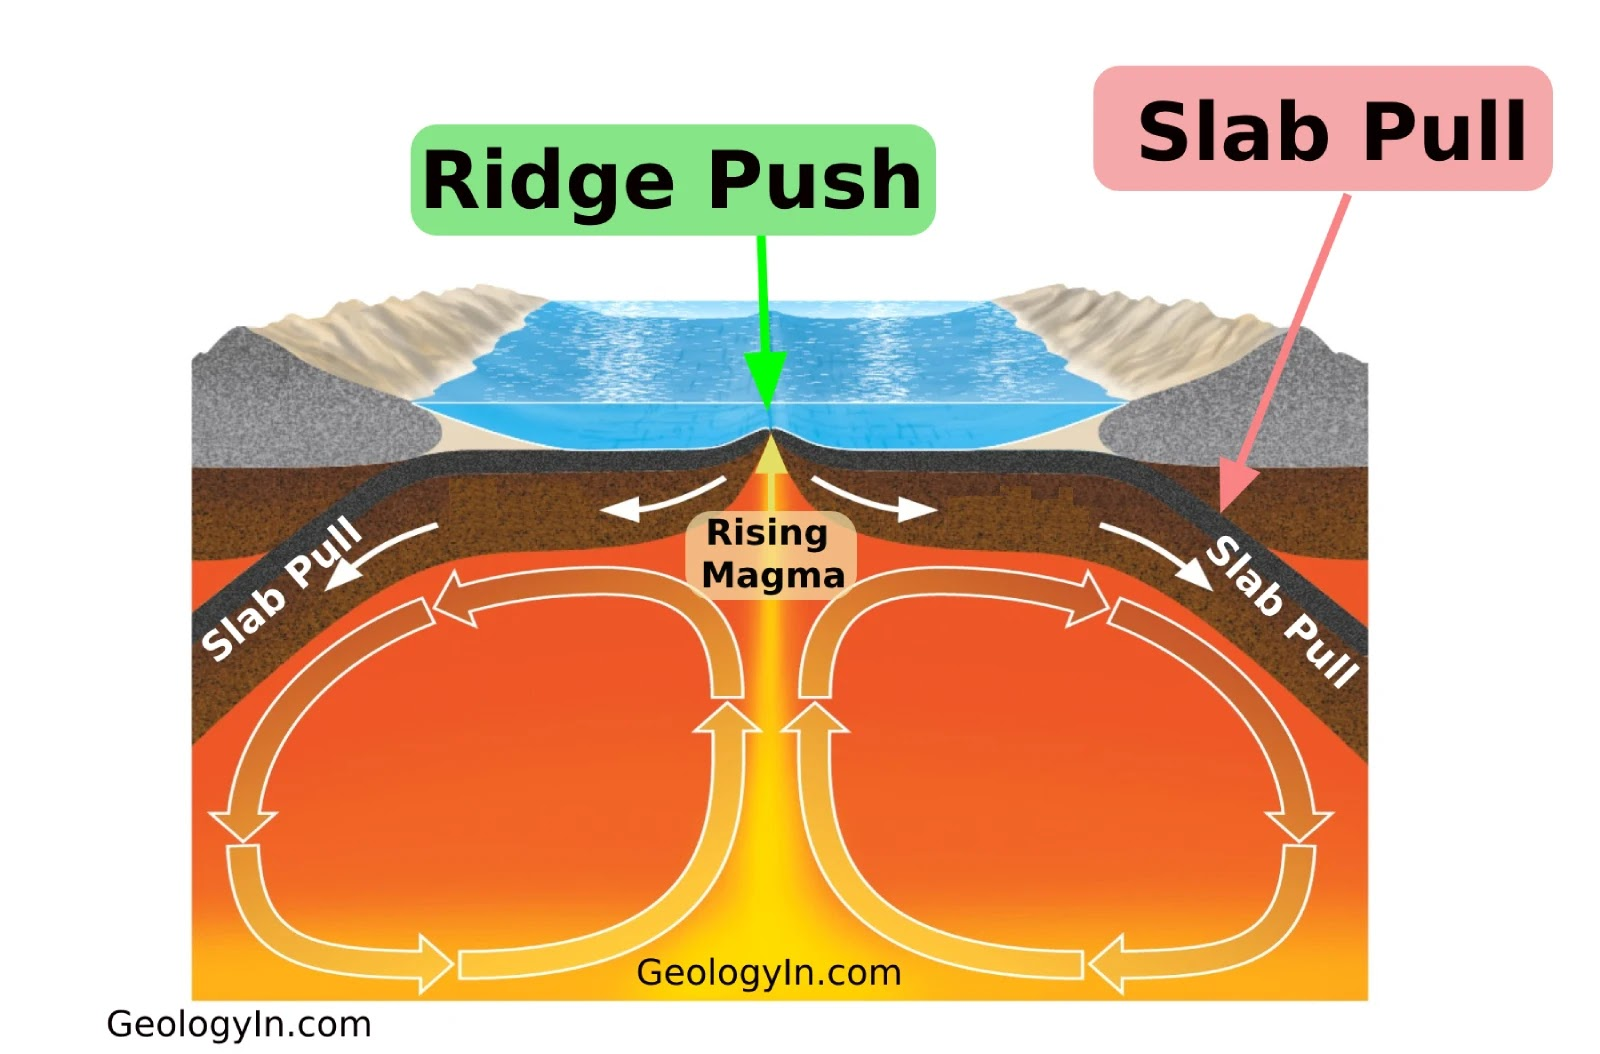 Slab Pull
Ridge Push
Rising
Magma
Slab Pull
Slab Pull
GeologyIn.com
GeologyIn.com